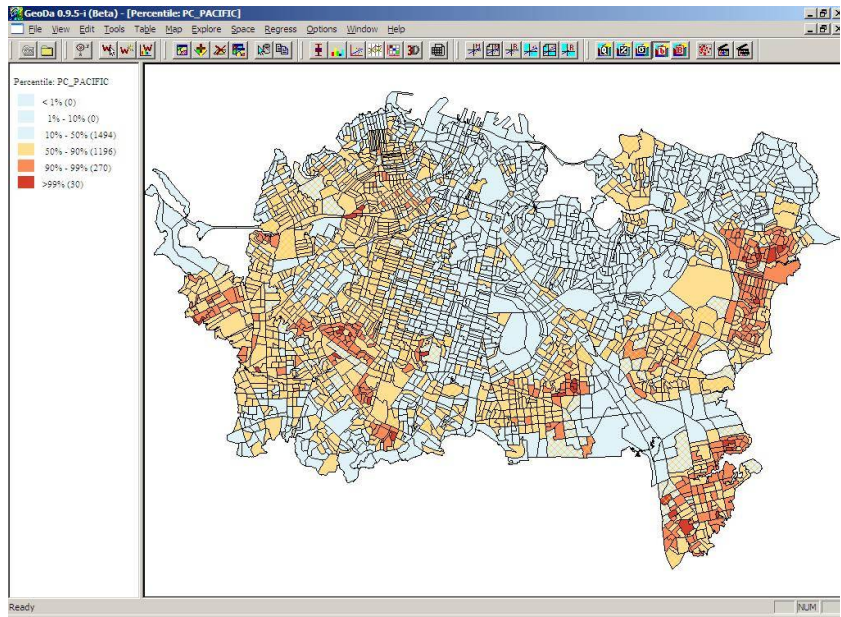 GeoDa 0.9.5-i (Beta) - [Percentile: PC_PACIFIC]
File View Edit Tools Table Map Explore Space Regress Options Window Help
3D
Percentile: PC_PACIFIC
< 1% (0)
1% - 10% (0)
10% - 50% (1494)
50% - 90% (1196)
90% - 99% (270)
>99% (30)
Ready
NUM